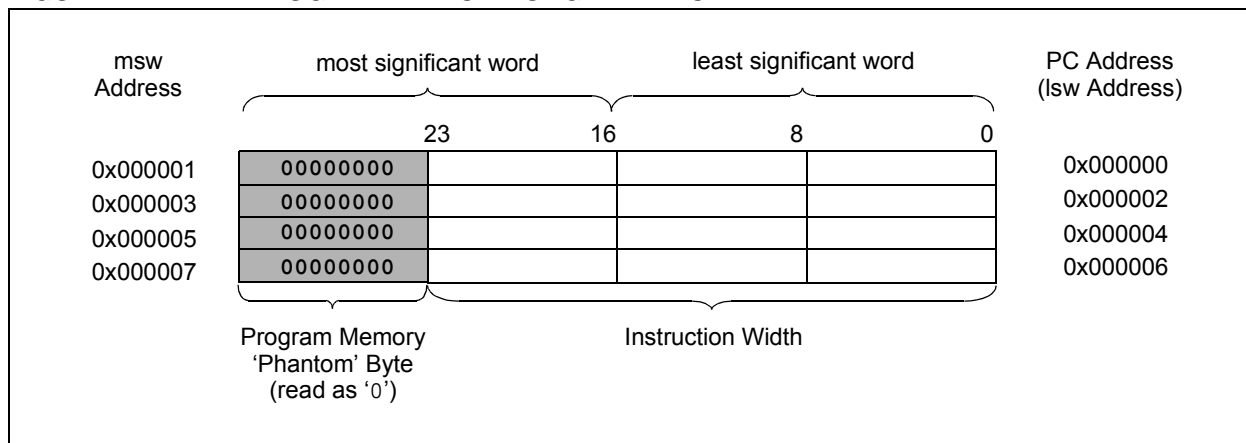 msw
Address
most significant word
least significant word
PC Address
(lsw Address)
23 16 8 0
0x000001 00000000 0x000000
0x000003 00000000 0x000002
0x000005 00000000 0x000004
0x000007 00000000 0x000006
Program Memory
‘Phantom’ Byte
(read as ‘0’)
Instruction Width